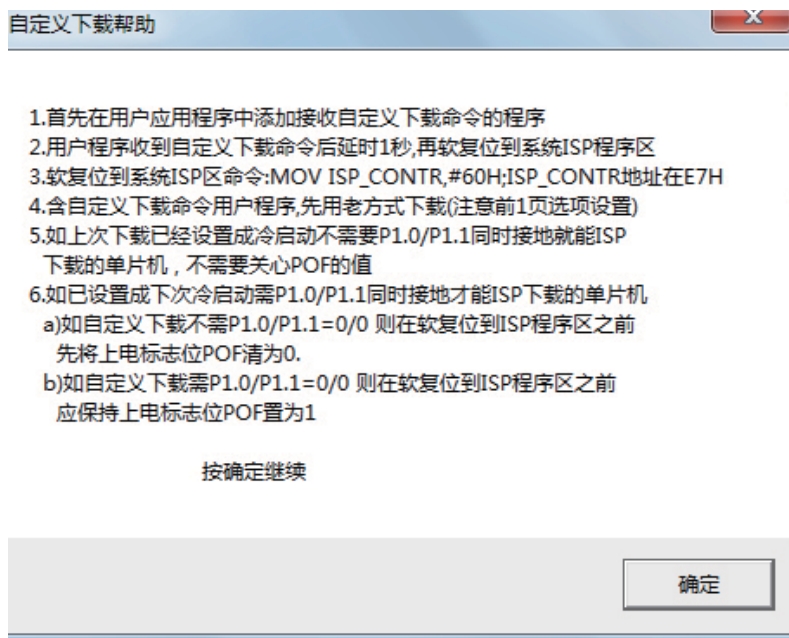 自定义下载帮助
1.首先在用户应用程序中添加接收自定义下载命令的程序
2.用户程序收到自定义下载命令后延时1秒,再软复位到系统ISP程序区
3.软复位到系统ISP区命令:MOV ISP_CONTR,#60H;ISP_CONTR地址在E7H
4.含自定义下载命令用户程序,先用老方式下载(注意前1页选项设置)
5.如上次下载已经设置成冷启动不需要P1.0/P1.1同时接地就能ISP
下载的单片机，不需要关心POF的值
6.如已设置成下次冷启动需P1.0/P1.1同时接地才能ISP下载的单片机
a)如自定义下载不需P1.0/P1.1=0/0 则在软复位到ISP程序区之前
先将上电标志位POF清为0.
b)如自定义下载需P1.0/P1.1=0/0 则在软复位到ISP程序区之前
应保持上电标志位POF置为1
按确定继续
确定